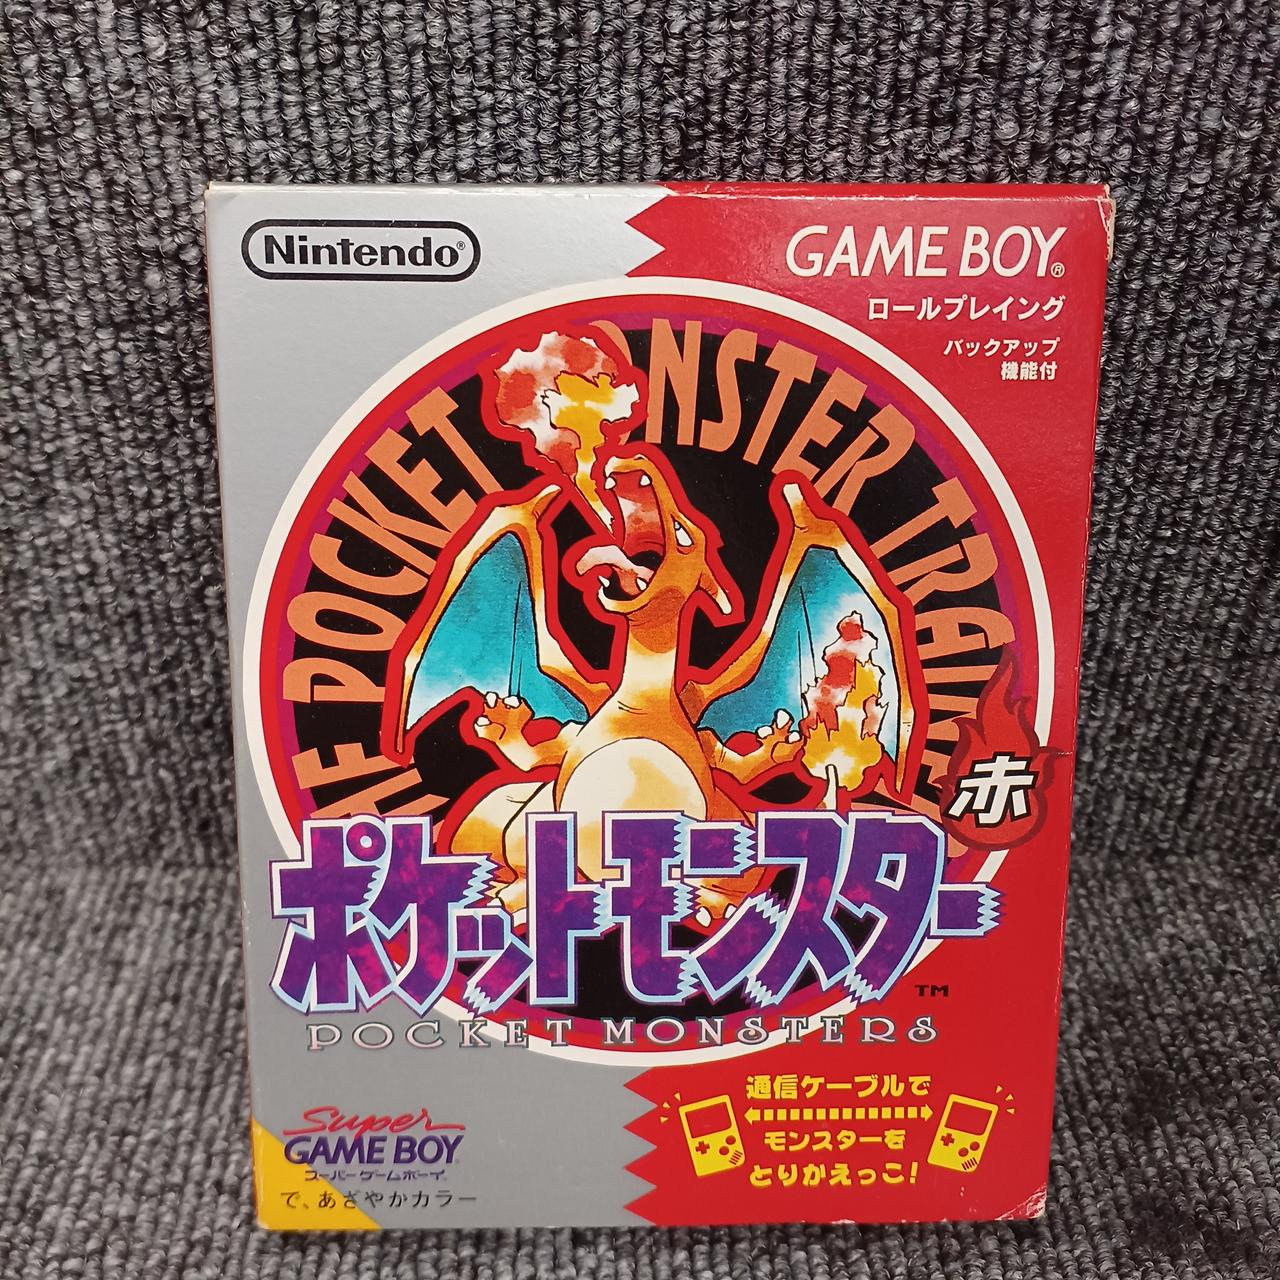 Nintendo®
GAME BOY®
ロールプレイング
バックアップ
機能付
POCKET MONSTER
赤
ポケットモンスター
TM
POCKET MONSTERS
通信ケーブルで
モンスターを
とりかえっこ!
Super
GAME BOY
スーパーゲームボーイ
で、あざやかカラー